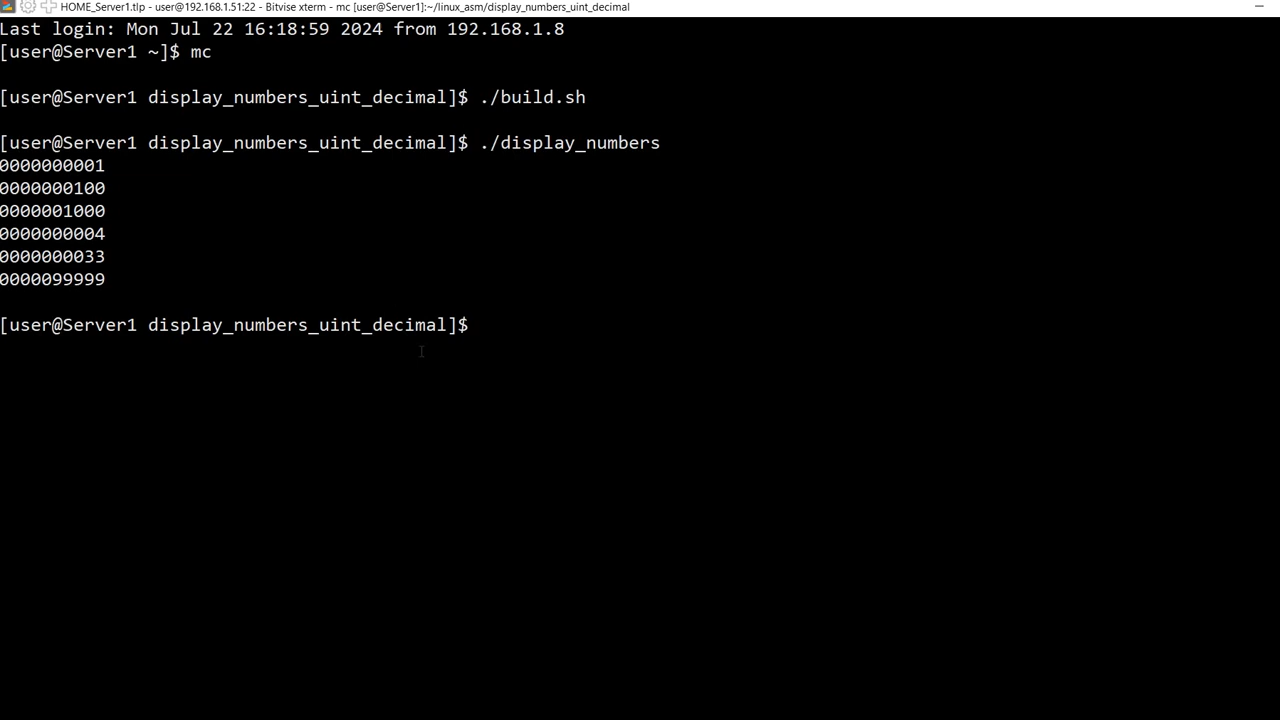 HOME_Server1.tlp - user@192.168.1.51:22 - Bitvise xterm - mc [user@Server1]:~/linux_asm/display_numbers_uint_decimal
Last login: Mon Jul 22 16:18:59 2024 from 192.168.1.8
[user@Server1 ~]$ mc
[user@Server1 display_numbers_uint_decimal]$ ./build.sh
[user@Server1 display_numbers_uint_decimal]$ ./display_numbers
0000000001
0000000100
0000001000
0000000004
0000000033
0000099999
[user@Server1 display_numbers_uint_decimal]$